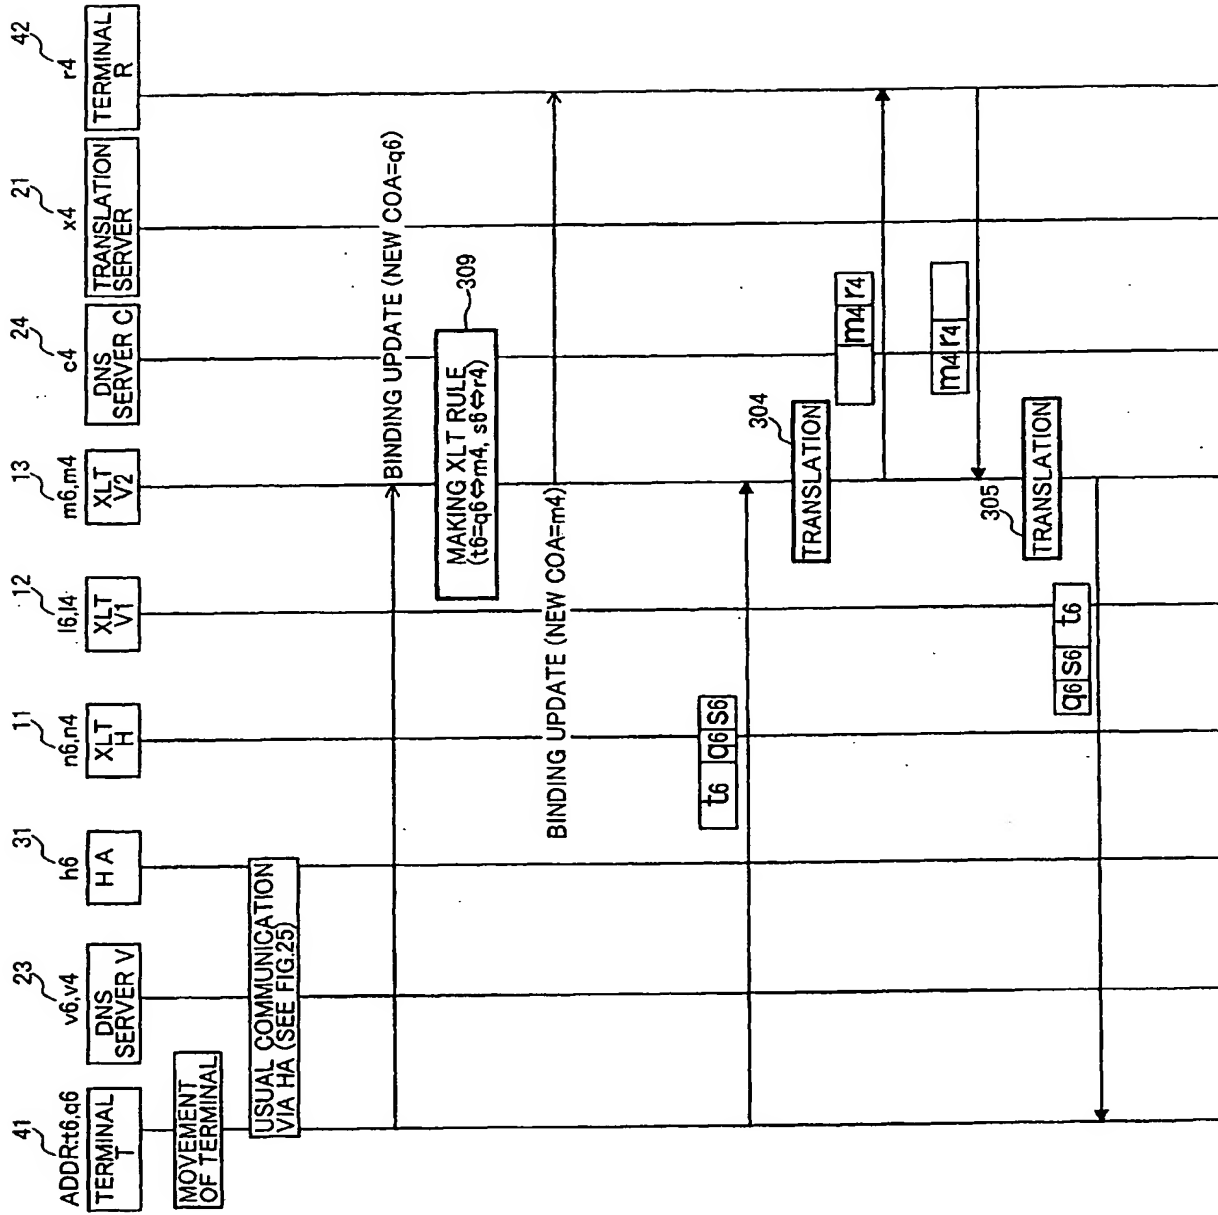 41
ADDR:t6,q6
TERMINAL
T
23
v6,v4
DNS
SERVER V
31
h6
H A
11
n6,n4
XLT
H
12
l6,l4
XLT
V1
13
m6,m4
XLT
V2
24
c4
DNS
SERVER C
21
x4
TRANSLATION
SERVER
42
r4
TERMINAL
R
MOVEMENT
OF TERMINAL
USUAL COMMUNICATION
VIA HA (SEE FIG.25)
BINDING UPDATE (NEW COA=q6)
309
MAKING XLT RULE
(t6=q6⇔m4, s6⇔r4)
BINDING UPDATE (NEW COA=m4)
t6 q6 s6
304
TRANSLATION
m4 r4
m4 r4
305
TRANSLATION
q6 s6 t6